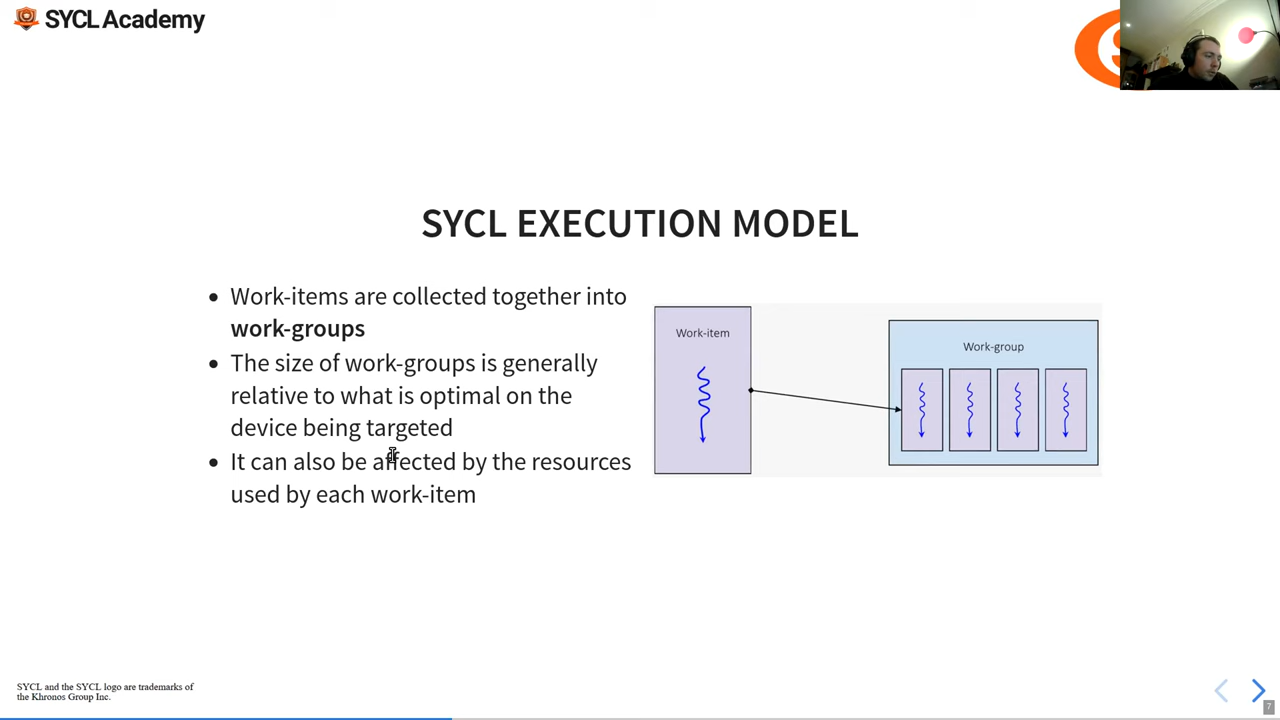 SYCL Academy
SYCL EXECUTION MODEL
Work-items are collected together into
work-groups
The size of work-groups is generally
relative to what is optimal on the
device being targeted
It can also be affected by the resources
used by each work-item
Work-item
Work-group
SYCL and the SYCL logo are trademarks of
the Khronos Group Inc.
7